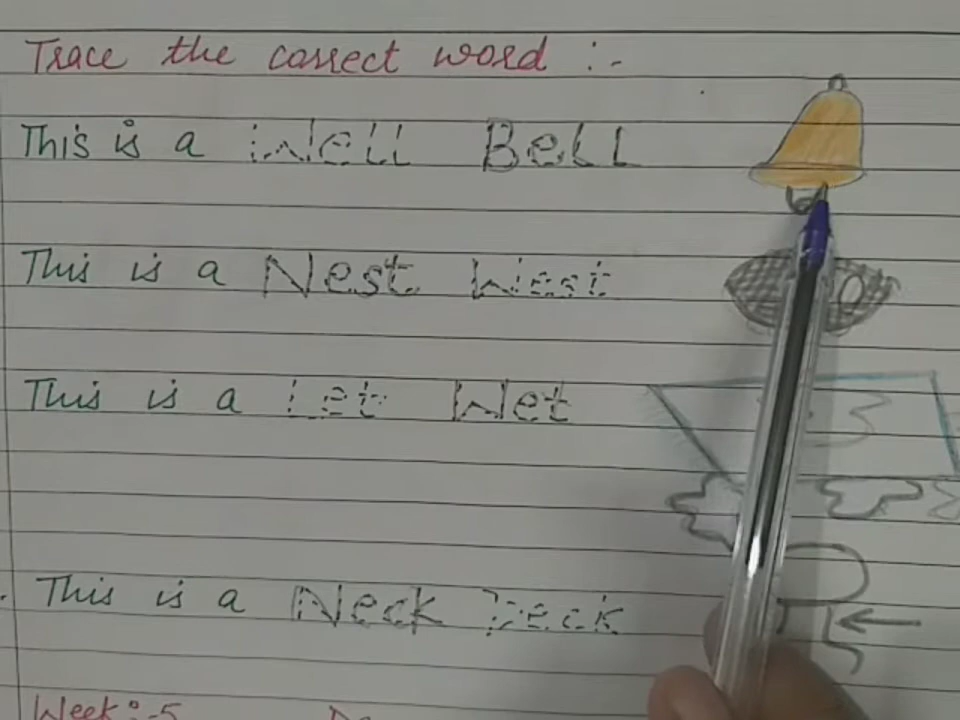 Trace the correct word :-
This is a Well Bell
This is a Nest West
This is a Let Wet
This is a Neck Deck
Week:-5